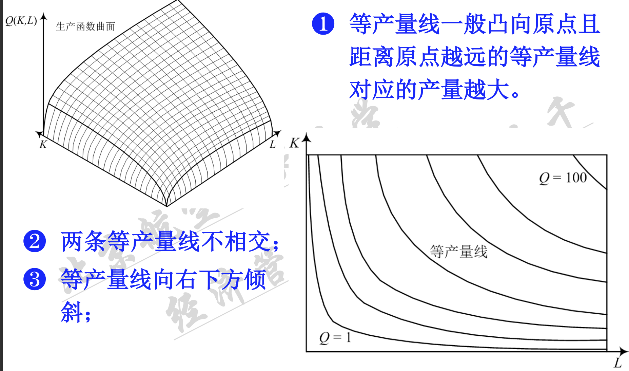 Q(K,L)
生产函数曲面
K
L
❶ 等产量线一般凸向原点且
距离原点越远的等产量线
对应的产量越大。
❷ 两条等产量线不相交；
❸ 等产量线向右下方倾
斜；
K
Q = 100
等产量线
Q = 1
L